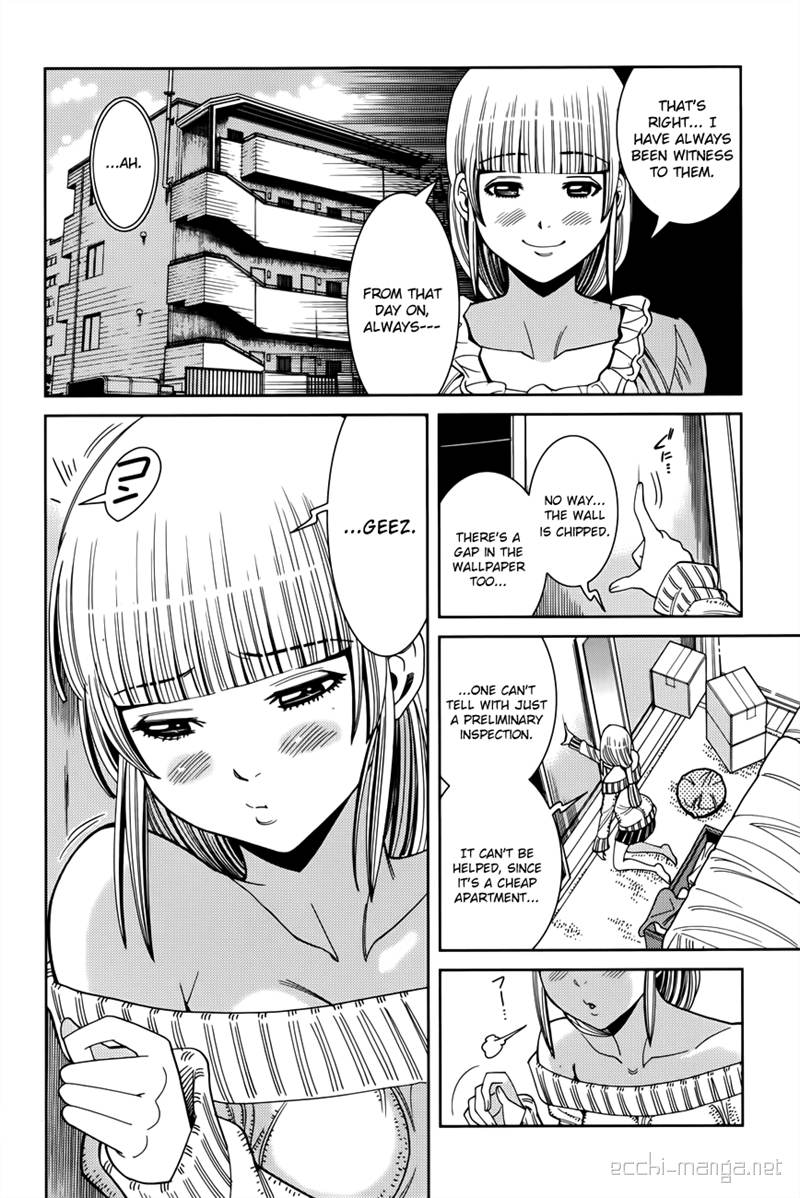 THAT'S
RIGHT... I
HAVE ALWAYS
BEEN WITNESS
TO THEM.
FROM THAT
DAY ON,
ALWAYS---
...AH.
NO WAY...
THE WALL
IS CHIPPED.
THERE'S A
GAP IN THE
WALLPAPER
TOO...
...ONE CAN'T
TELL WITH JUST
A PRELIMINARY
INSPECTION.
IT CAN'T BE
HELPED, SINCE
IT'S A CHEAP
APARTMENT...
...GEEZ.
ecchi-manga.net